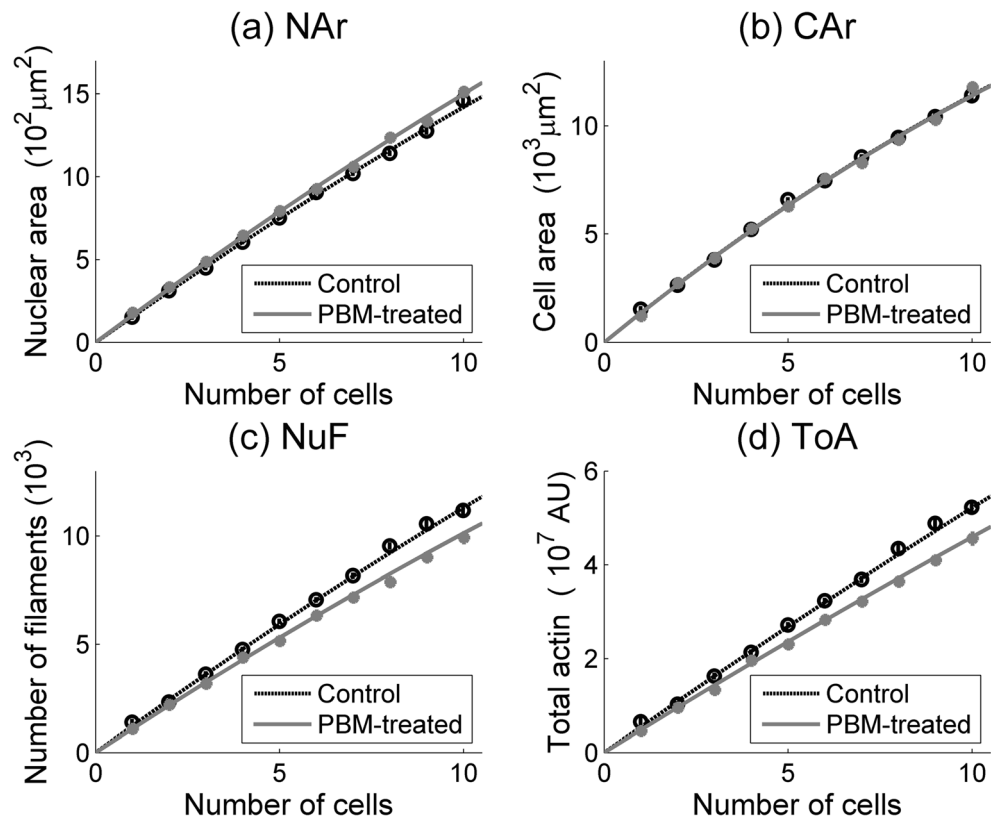 (a) NAr
Nuclear area (10²μm²)
15
10
5
0
0 5 10
Control
PBM-treated
Number of cells
(b) CAr
Cell area (10³μm²)
10
5
0
0 5 10
Control
PBM-treated
Number of cells
(c) NuF
Number of filaments (10³)
10
5
0
0 5 10
Control
PBM-treated
Number of cells
(d) ToA
Total actin ( 10⁷ AU)
6
4
2
0
0 5 10
Control
PBM-treated
Number of cells